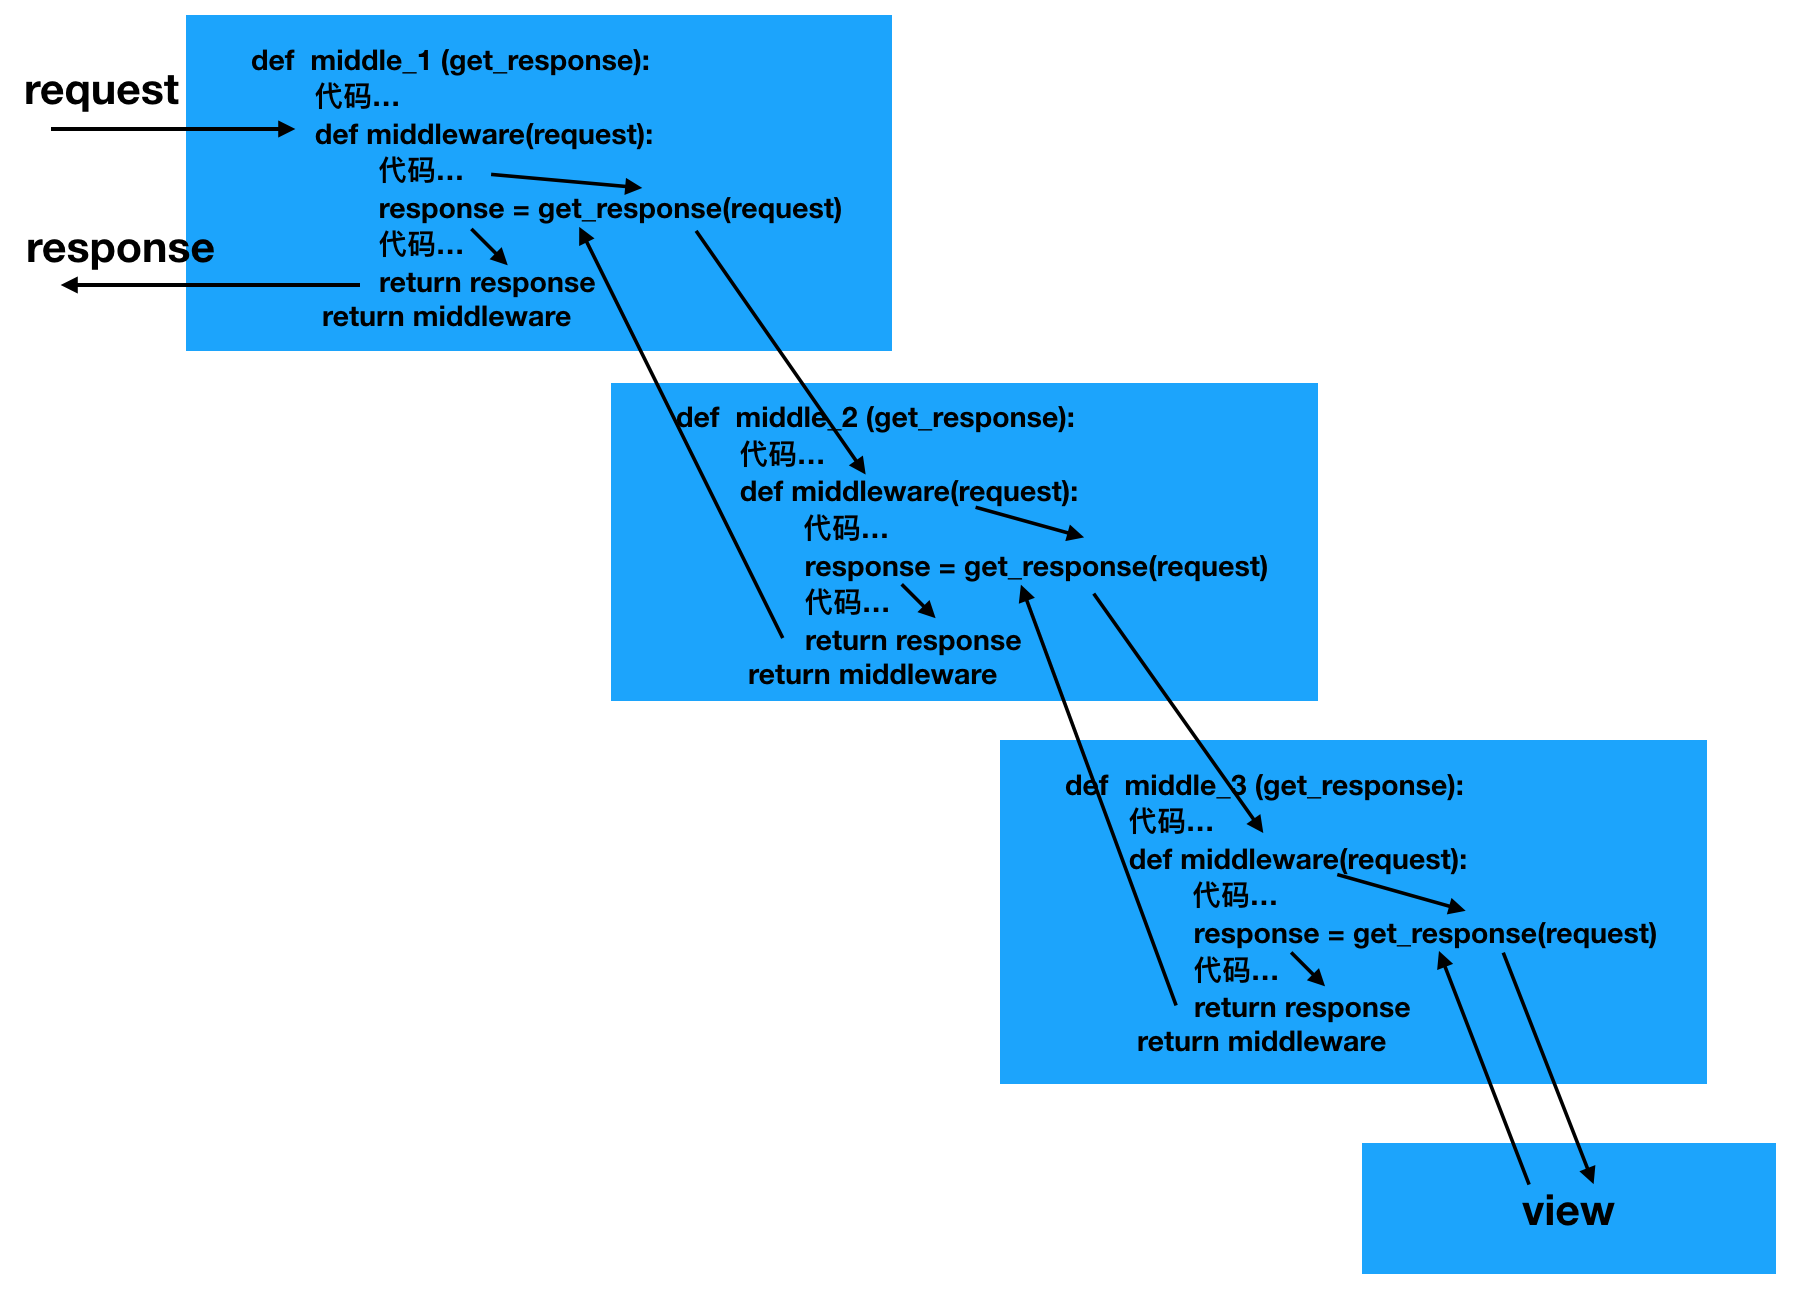 request
response
def  middle_1 (get_response):
代码...
def middleware(request):
代码...
response = get_response(request)
代码...
return response
return middleware
def  middle_2 (get_response):
代码...
def middleware(request):
代码...
response = get_response(request)
代码...
return response
return middleware
def  middle_3 (get_response):
代码...
def middleware(request):
代码...
response = get_response(request)
代码...
return response
return middleware
view